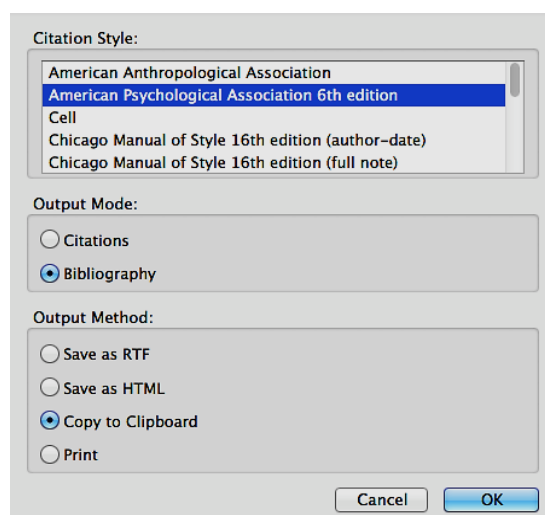 Citation Style:
American Anthropological Association
American Psychological Association 6th edition
Cell
Chicago Manual of Style 16th edition (author-date)
Chicago Manual of Style 16th edition (full note)
Output Mode:
Citations
Bibliography
Output Method:
Save as RTF
Save as HTML
Copy to Clipboard
Print
Cancel OK